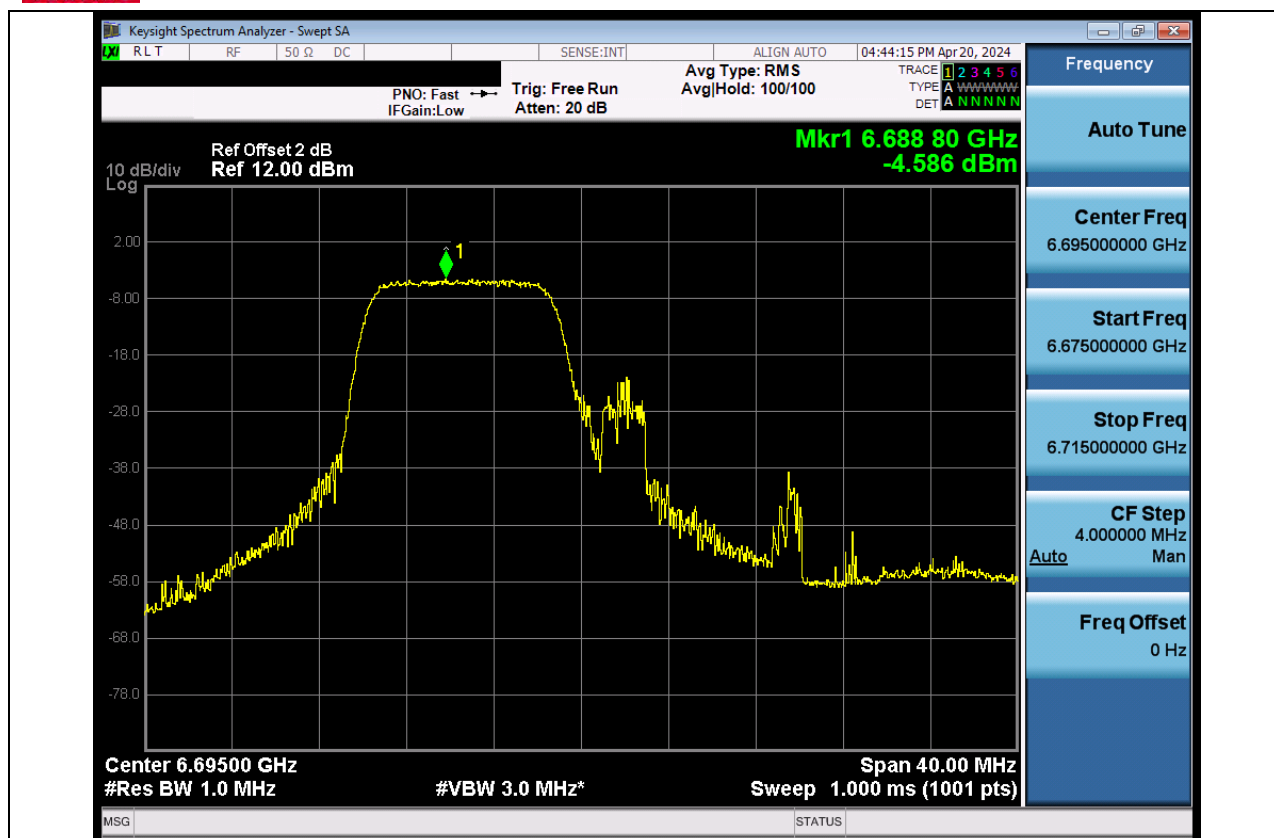 Keysight Spectrum Analyzer - Swept SA
LXI RLT RF 50 Ω DC SENSE:INT ALIGN AUTO 04:44:15 PM Apr 20, 2024
PNO: Fast Trig: Free Run Avg Type: RMS TRACE 1 2 3 4 5 6
IFGain:Low Atten: 20 dB Avg|Hold: 100/100 TYPE A WWWWW
DET A N N N N N
Frequency
Auto Tune
Center Freq
6.695000000 GHz
Start Freq
6.675000000 GHz
Stop Freq
6.715000000 GHz
CF Step
4.000000 MHz
Auto Man
Freq Offset
0 Hz
Mkr1 6.688 80 GHz
-4.586 dBm
Ref Offset 2 dB
10 dB/div Ref 12.00 dBm
Log
1
2.00
-8.00
-18.0
-28.0
-38.0
-48.0
-58.0
-68.0
-78.0
Center 6.69500 GHz Span 40.00 MHz
#Res BW 1.0 MHz #VBW 3.0 MHz* Sweep 1.000 ms (1001 pts)
MSG STATUS